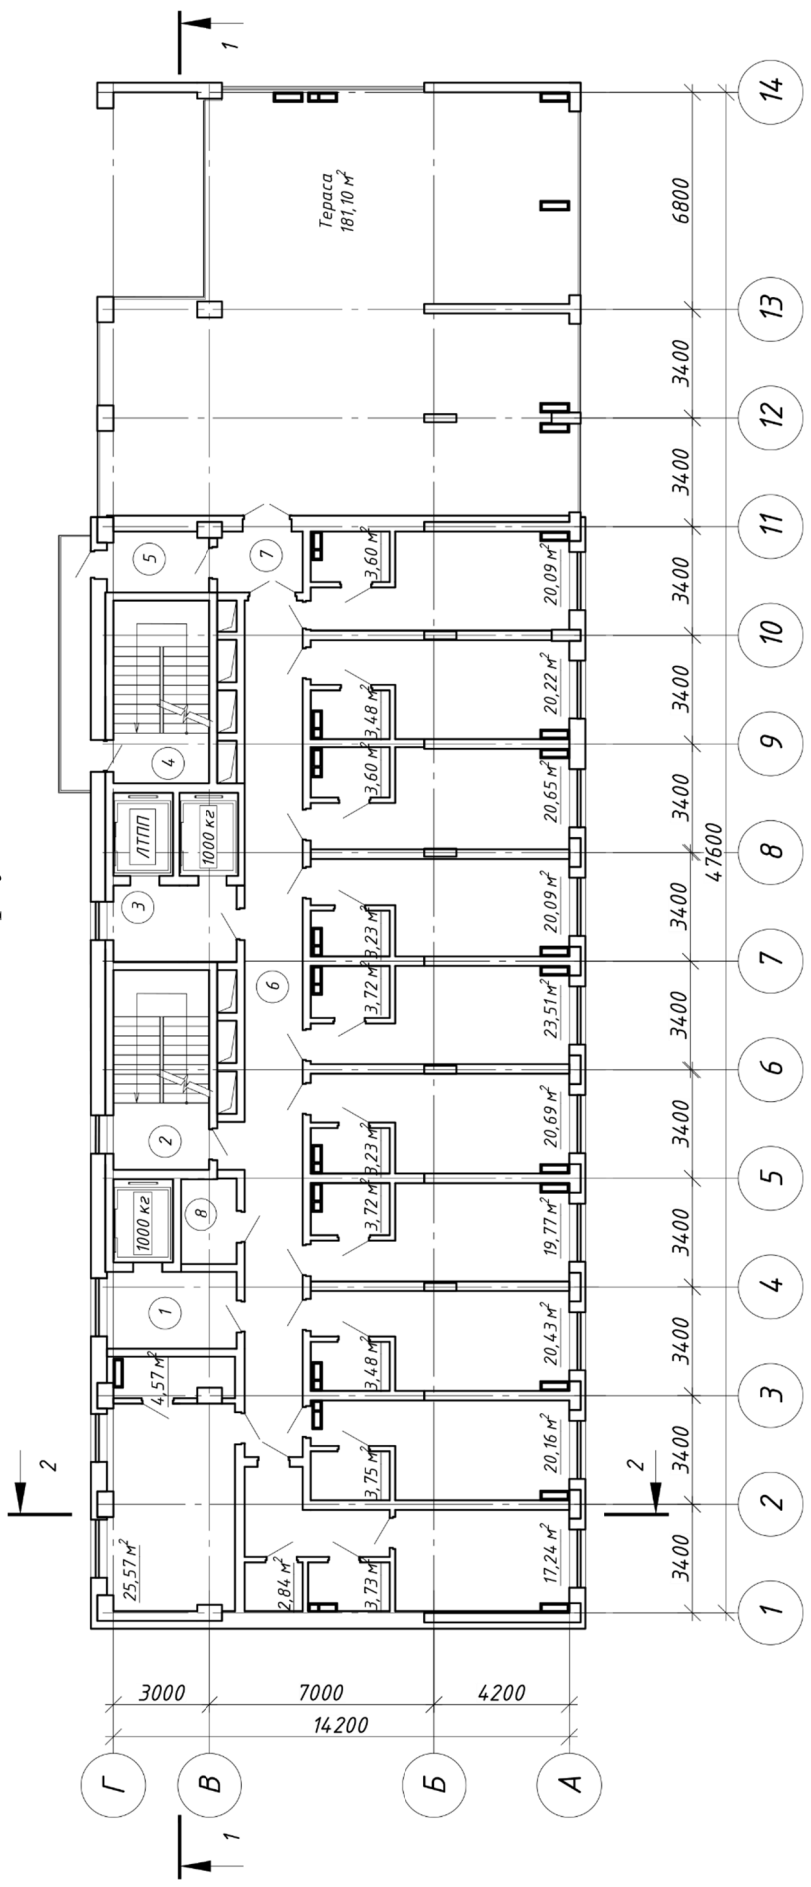 1
Тераса
181,10 м²
5
7
3,60 м²
20,09 м²
4
3,48 м²
20,22 м²
3,60 м²
20,65 м²
ЛТПП
1000 кг
3
3,23 м²
20,09 м²
6
3,72 м²
23,51 м²
2
3,23 м²
20,69 м²
1000 кг
8
3,72 м²
19,77 м²
1
4,57 м²
3,48 м²
20,43 м²
2
3,75 м²
20,16 м²
2
25,57 м²
2,84 м²
3,73 м²
17,24 м²
6800
3400
3400
3400
3400
3400
3400
3400
3400
3400
3400
3400
3400
47600
14
13
12
11
10
9
8
7
6
5
4
3
2
1
3000
7000
4200
14200
Г
В
Б
А
1